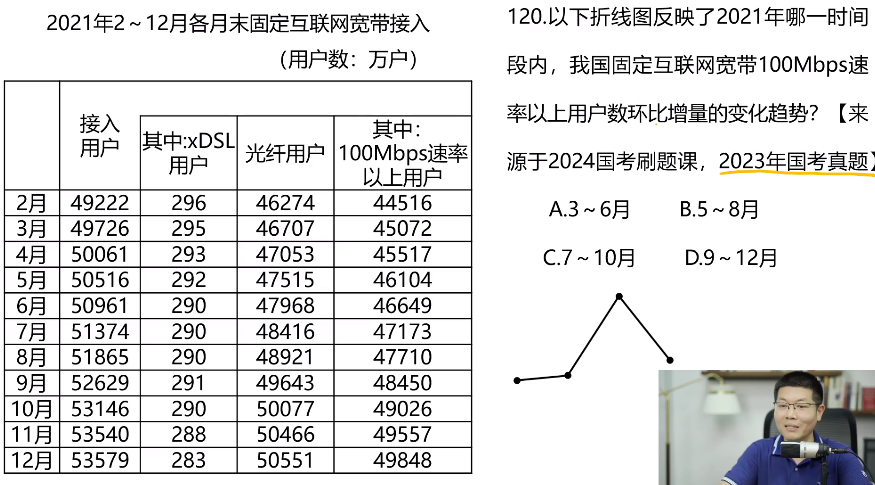 2021年2～12月各月末固定互联网宽带接入
（用户数：万户）
接入用户 其中:xDSL用户 光纤用户 其中：100Mbps速率以上用户
2月 49222 296 46274 44516
3月 49726 295 46707 45072
4月 50061 293 47053 45517
5月 50516 292 47515 46104
6月 50961 290 47968 46649
7月 51374 290 48416 47173
8月 51865 290 48921 47710
9月 52629 291 49643 48450
10月 53146 290 50077 49026
11月 53540 288 50466 49557
12月 53579 283 50551 49848
120.以下折线图反映了2021年哪一时间
段内，我国固定互联网宽带100Mbps速
率以上用户数环比增量的变化趋势？【来
源于2024国考刷题课，2023年国考真题】
A.3～6月 B.5～8月
C.7～10月 D.9～12月